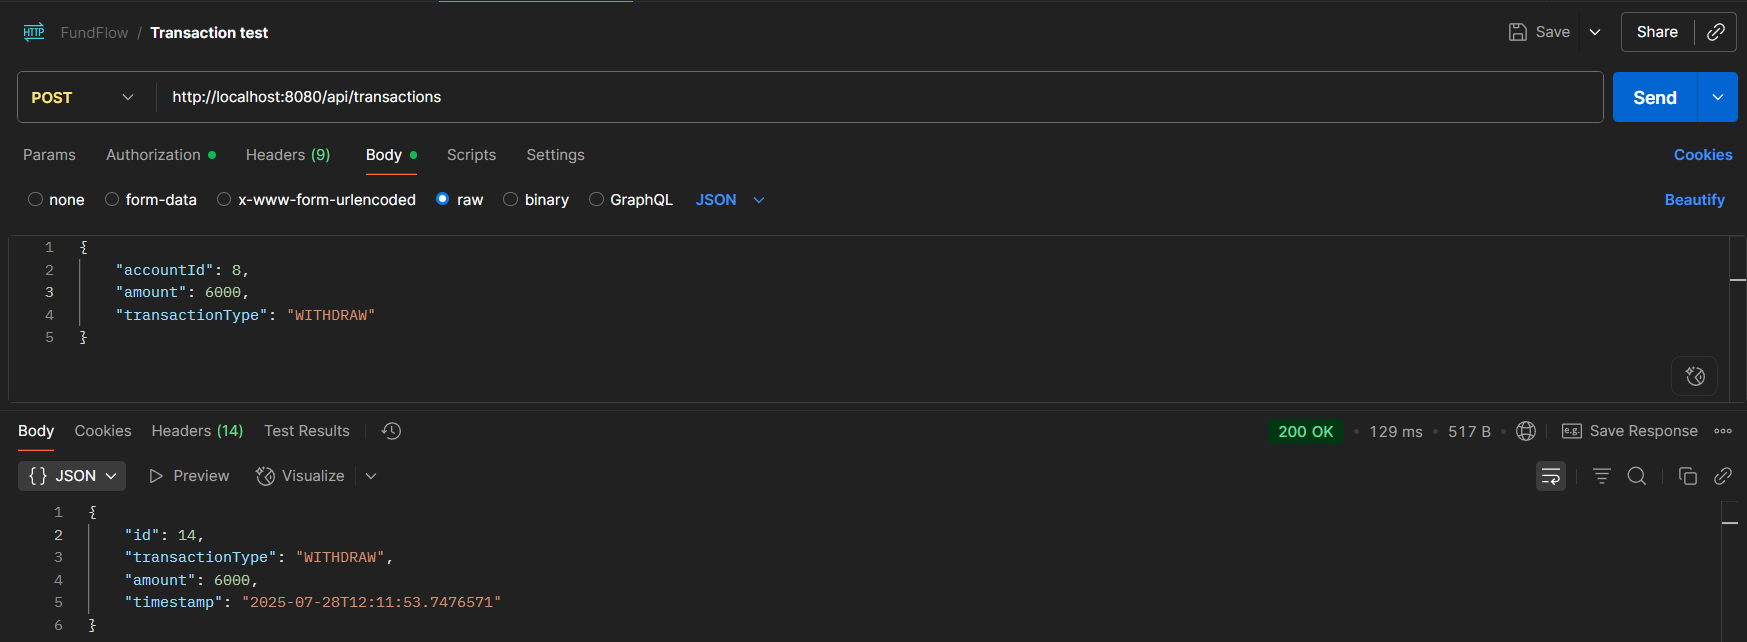 HTTP FundFlow / Transaction test Save Share
POST http://localhost:8080/api/transactions Send
Params Authorization Headers (9) Body Scripts Settings Cookies
none form-data x-www-form-urlencoded raw binary GraphQL JSON Beautify
1 {
2 "accountId": 8,
3 "amount": 6000,
4 "transactionType": "WITHDRAW"
5 }
Body Cookies Headers (14) Test Results 200 OK • 129 ms • 517 B • e.g. Save Response
{} JSON Preview Visualize
1 {
2 "id": 14,
3 "transactionType": "WITHDRAW",
4 "amount": 6000,
5 "timestamp": "2025-07-28T12:11:53.7476571"
6 }